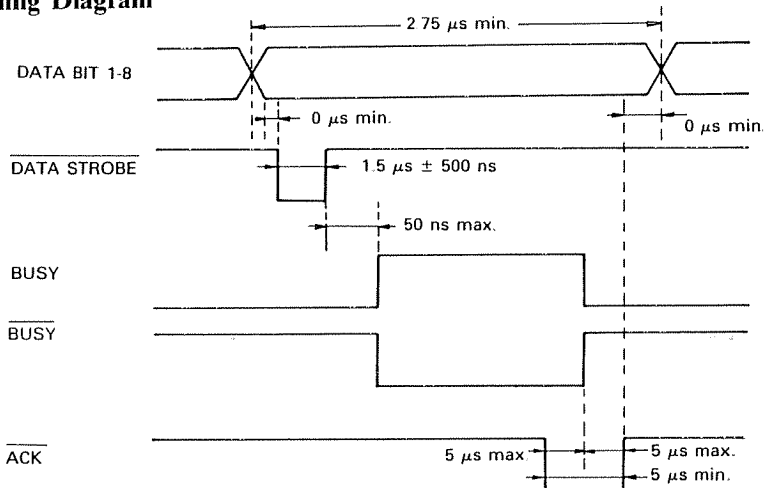 Diagram
2.75 μs min.
DATA BIT 1-8
0 μs min.
0 μs min.
DATA STROBE
1.5 μs ± 500 ns
50 ns max.
BUSY
BUSY
ACK
5 μs max.
5 μs max.
5 μs min.